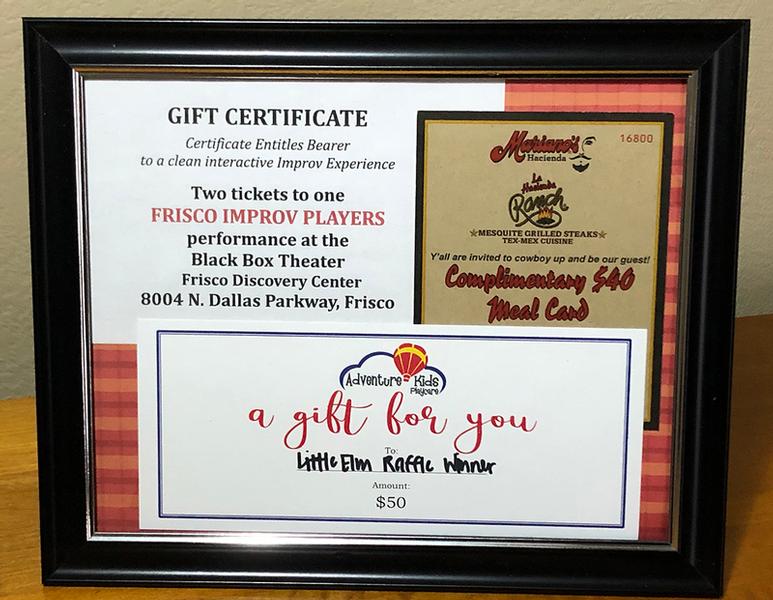 GIFT CERTIFICATE
Certificate Entitles Bearer
to a clean interactive Improv Experience
Two tickets to one
FRISCO IMPROV PLAYERS
performance at the
Black Box Theater
Frisco Discovery Center
8004 N. Dallas Parkway, Frisco
Mariano's
Hacienda
16800
La
Hacienda
Ranch
★MESQUITE GRILLED STEAKS★
TEX-MEX CUISINE
Y'all are invited to cowboy up and be our guest!
Complimentary $40
Meal Card
Adventure Kids
Playcare
a gift for you
To:
Little Elm Raffle Winner
Amount:
$50